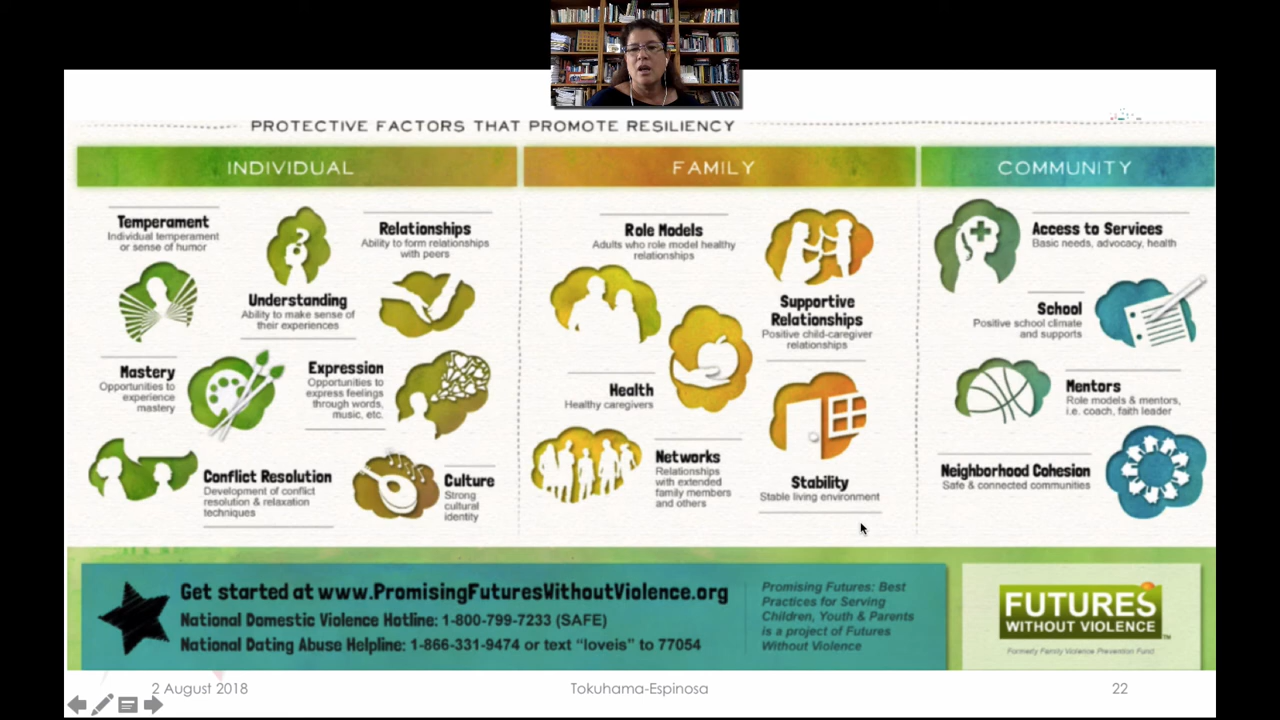 PROTECTIVE FACTORS THAT PROMOTE RESILIENCY
INDIVIDUAL
Temperament
Individual temperament
or sense of humor
Understanding
Ability to make sense of
their experiences
Relationships
Ability to form relationships
with peers
Mastery
Opportunities to
experience
mastery
Expression
Opportunities to
express feelings
through words,
music, etc.
Conflict Resolution
Development of conflict
resolution & relaxation
techniques
Culture
Strong
cultural
identity
FAMILY
Role Models
Adults who role model healthy
relationships
Supportive
Relationships
Positive child-caregiver
relationships
Health
Healthy caregivers
Networks
Relationships
with extended
family members
and others
Stability
Stable living environment
COMMUNITY
Access to Services
Basic needs, advocacy, health
School
Positive school climate
and supports
Mentors
Role models & mentors,
i.e. coach, faith leader
Neighborhood Cohesion
Safe & connected communities
Get started at www.PromisingFuturesWithoutViolence.org
National Domestic Violence Hotline: 1-800-799-7233 (SAFE)
National Dating Abuse Helpline: 1-866-331-9474 or text “loveis” to 77054
Promising Futures: Best
Practices for Serving
Children, Youth & Parents
is a project of Futures
Without Violence
FUTURES
WITHOUT VIOLENCE™
Formerly Family Violence Prevention Fund
2 August 2018
Tokuhama-Espinosa
22